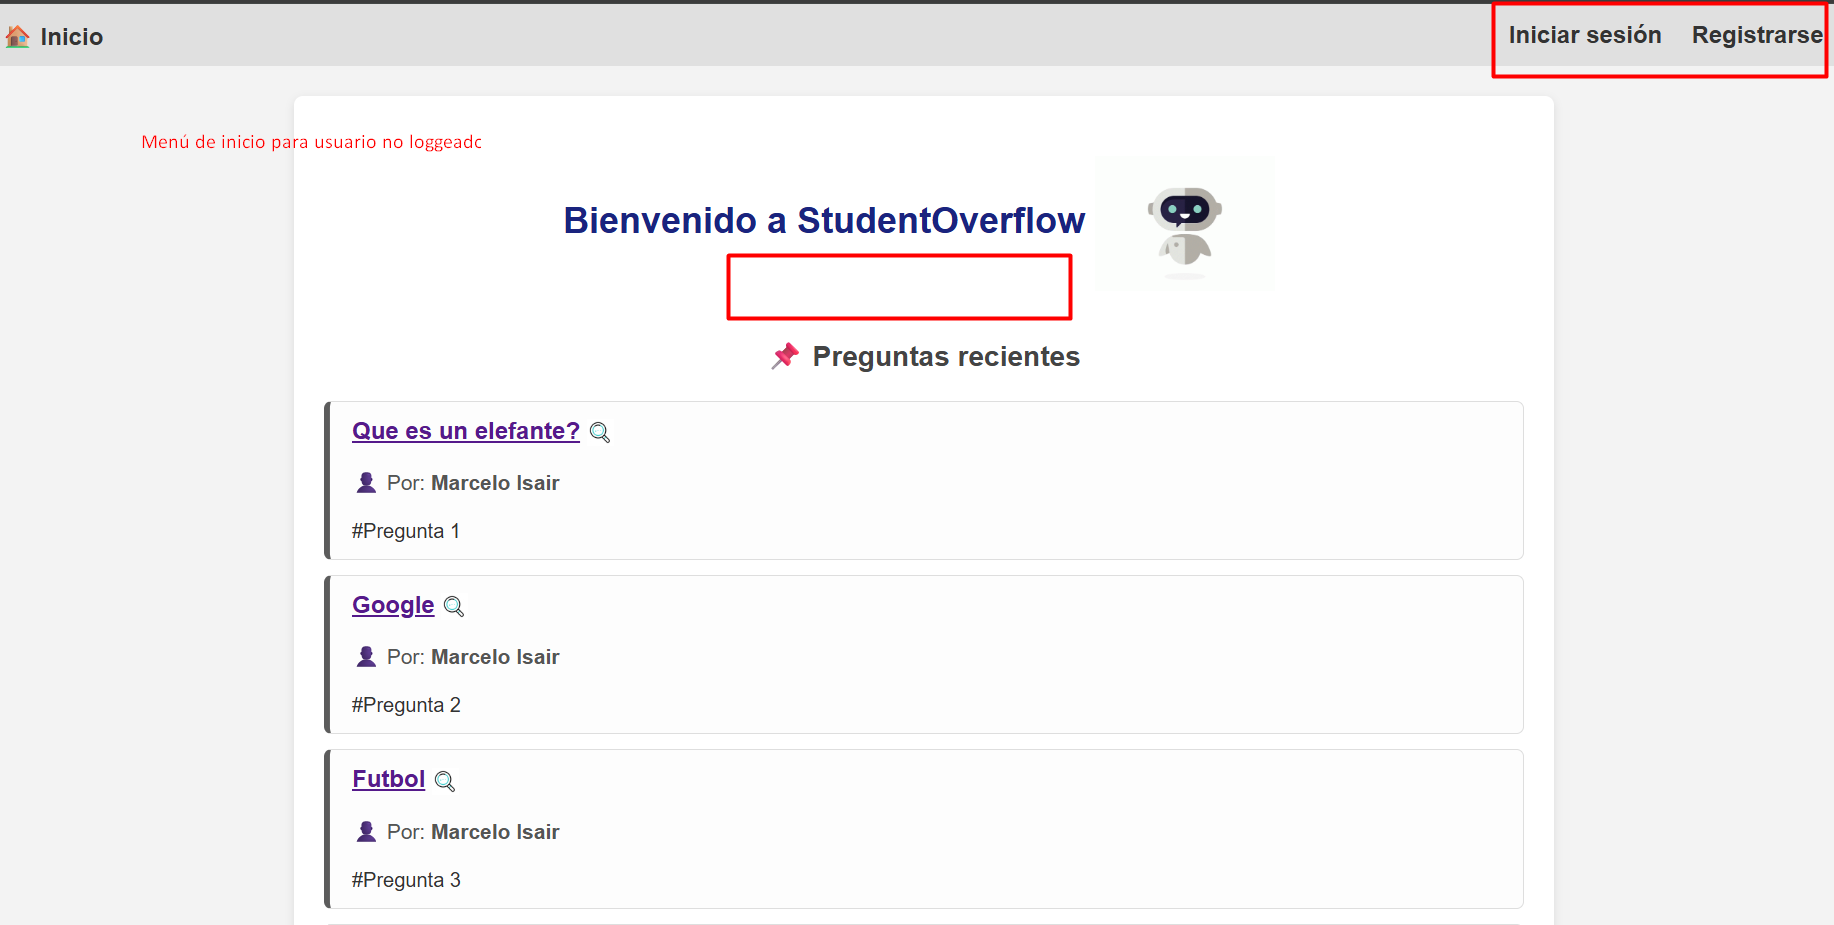 Inicio
Iniciar sesión
Registrarse
Menú de inicio para usuario no loggeado
Bienvenido a StudentOverflow
Preguntas recientes
Que es un elefante?
Por: Marcelo Isair
#Pregunta 1
Google
Por: Marcelo Isair
#Pregunta 2
Futbol
Por: Marcelo Isair
#Pregunta 3